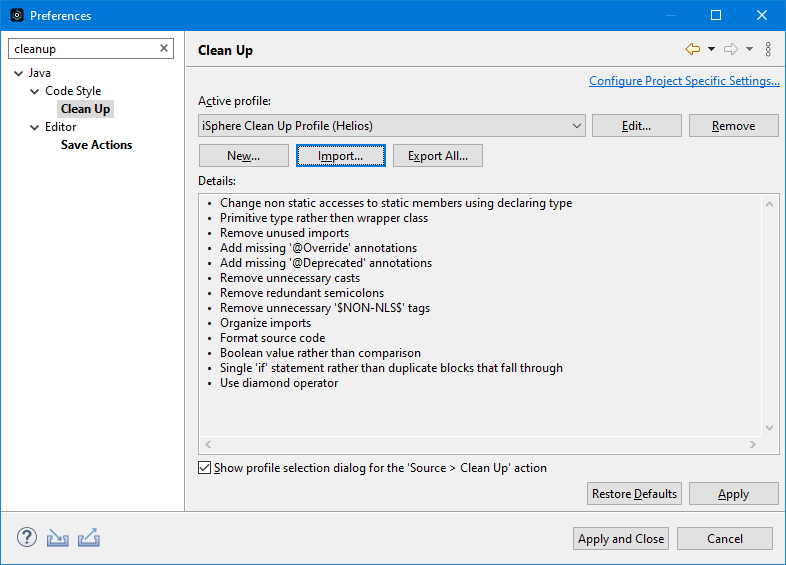 Preferences
cleanup
Clean Up
Java
Code Style
Clean Up
Editor
Save Actions
Configure Project Specific Settings...
Active profile:
iSphere Clean Up Profile (Helios)
Edit...
Remove
New...
Import...
Export All...
Details:
• Change non static accesses to static members using declaring type
• Primitive type rather then wrapper class
• Remove unused imports
• Add missing '@Override' annotations
• Add missing '@Deprecated' annotations
• Remove unnecessary casts
• Remove redundant semicolons
• Remove unnecessary '$NON-NLS$' tags
• Organize imports
• Format source code
• Boolean value rather than comparison
• Single 'if' statement rather than duplicate blocks that fall through
• Use diamond operator
Show profile selection dialog for the 'Source > Clean Up' action
Restore Defaults
Apply
Apply and Close
Cancel